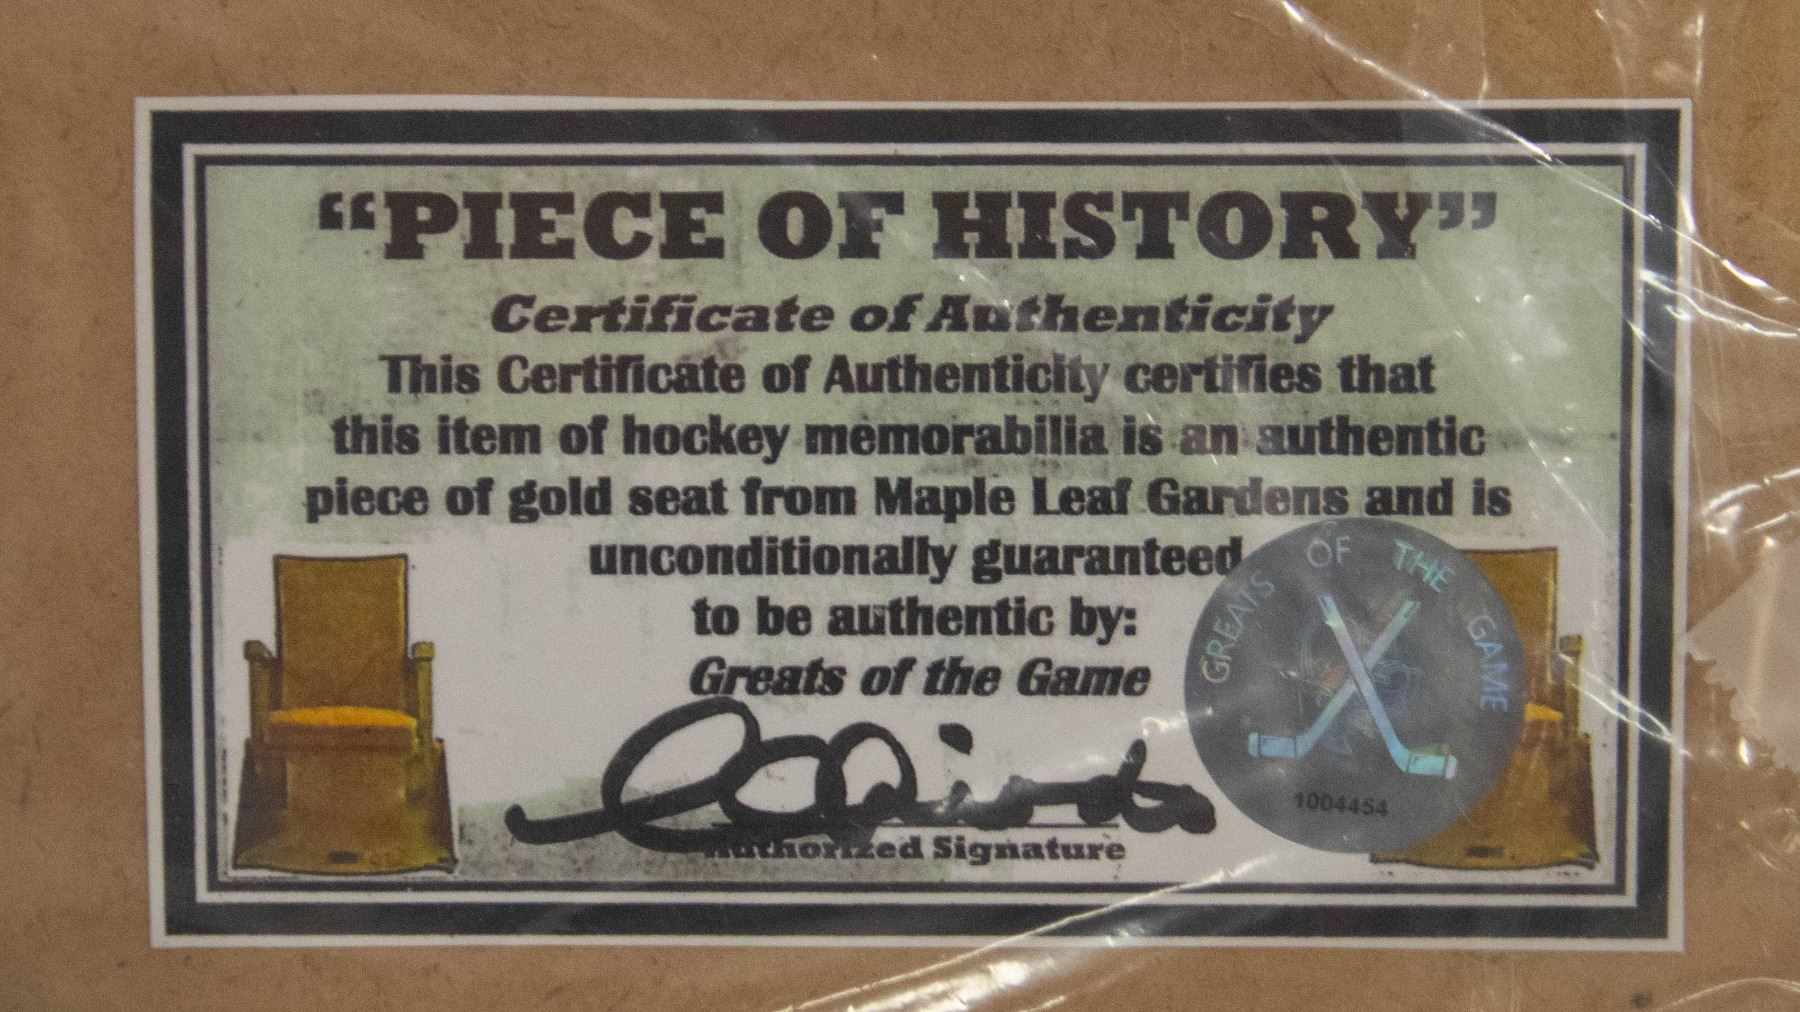 “PIECE OF HISTORY”
Certificate of Authenticity
This Certificate of Authenticity certifies that
this item of hockey memorabilia is an authentic
piece of gold seat from Maple Leaf Gardens and is
unconditionally guaranteed
to be authentic by:
Greats of the Game
Authorized Signature
GREATS OF THE GAME
1004454